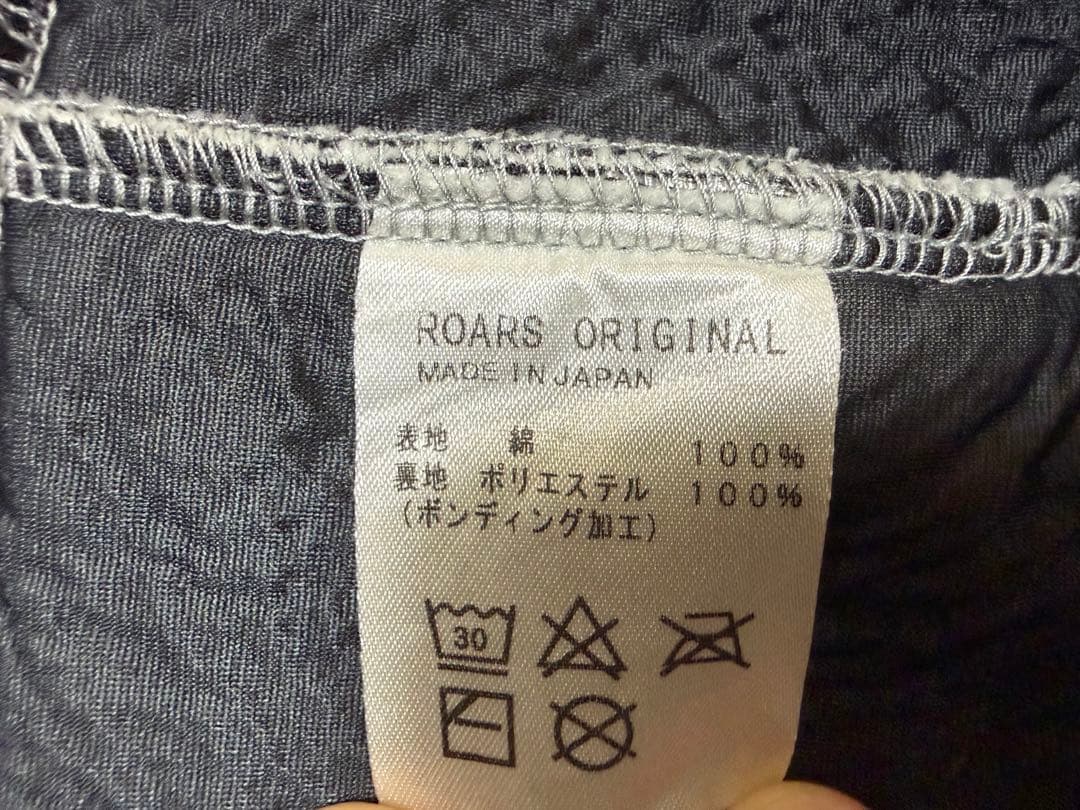 ROARS ORIGINAL
MADE IN JAPAN
表地 綿 100%
裏地 ポリエステル 100%
(ボンディング加工)
30